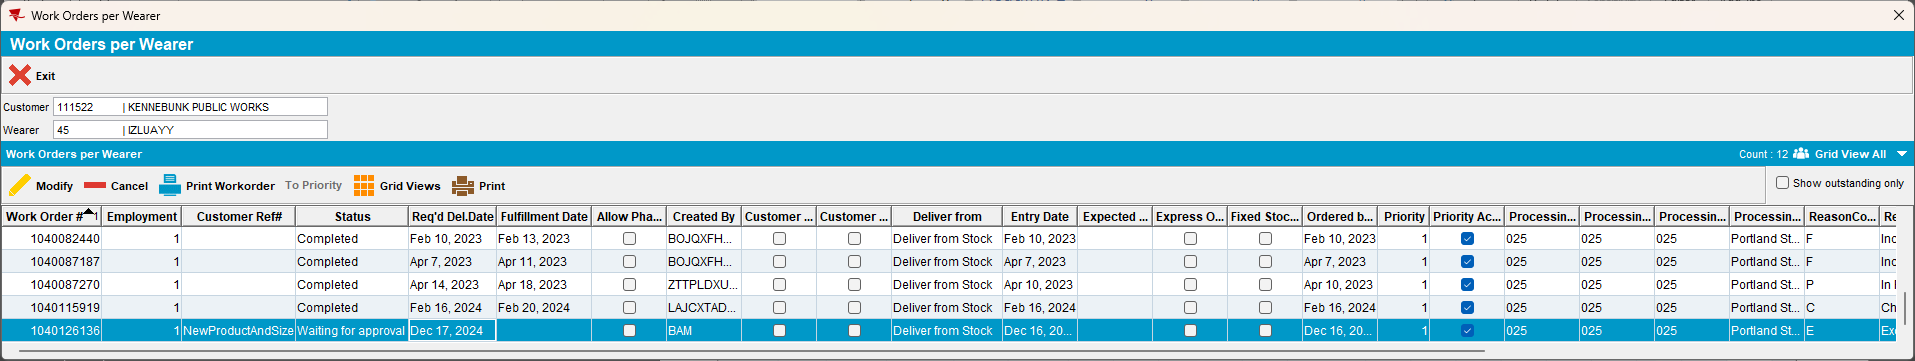 Work Orders per Wearer
Work Orders per Wearer
Exit
Customer 111522 | KENNEBUNK PUBLIC WORKS
Wearer 45 | IZLUAYY
Work Orders per Wearer Count : 12 Grid View All
Modify Cancel Print Workorder To Priority Grid Views Print Show outstanding only
Work Order # 1 Employment Customer Ref# Status Req'd Del.Date Fulfillment Date Allow Pha... Created By Customer ... Customer ... Deliver from Entry Date Expected ... Express O... Fixed Stoc... Ordered b... Priority Priority Ac... Processin... Processin... Processin... Processin... ReasonCo... Re
1040082440 1 Completed Feb 10, 2023 Feb 13, 2023 BOJQXFH... Deliver from Stock Feb 10, 2023 Feb 10, 2023 1 025 025 025 Portland St... F Inc
1040087187 1 Completed Apr 7, 2023 Apr 11, 2023 BOJQXFH... Deliver from Stock Apr 7, 2023 Apr 7, 2023 1 025 025 025 Portland St... F Inc
1040087270 1 Completed Apr 14, 2023 Apr 18, 2023 ZTTPLDXU... Deliver from Stock Apr 10, 2023 Apr 10, 2023 1 025 025 025 Portland St... P In
1040115919 1 Completed Feb 16, 2024 Feb 20, 2024 LAJCXTAD... Deliver from Stock Feb 16, 2024 Feb 16, 2024 1 025 025 025 Portland St... C Ch
1040126136 1 NewProductAndSize Waiting for approval Dec 17, 2024 BAM Deliver from Stock Dec 16, 20... Dec 16, 20... 1 025 025 025 Portland St... E Exc